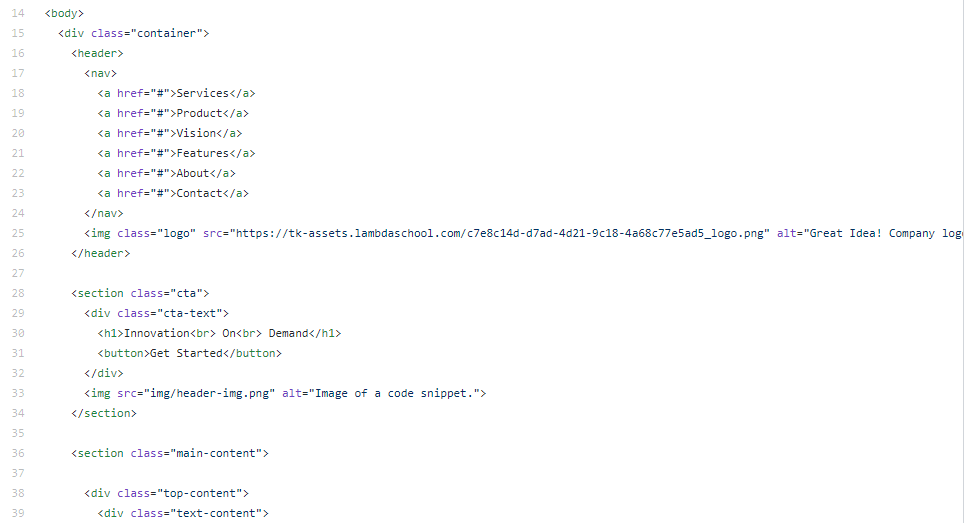 14 <body>
15 <div class="container">
16 <header>
17 <nav>
18 <a href="#">Services</a>
19 <a href="#">Product</a>
20 <a href="#">Vision</a>
21 <a href="#">Features</a>
22 <a href="#">About</a>
23 <a href="#">Contact</a>
24 </nav>
25 <img class="logo" src="https://tk-assets.lambdaschool.com/c7e8c14d-d7ad-4d21-9c18-4a68c77e5ad5_logo.png" alt="Great Idea! Company log
26 </header>
27
28 <section class="cta">
29 <div class="cta-text">
30 <h1>Innovation<br> On<br> Demand</h1>
31 <button>Get Started</button>
32 </div>
33 <img src="img/header-img.png" alt="Image of a code snippet.">
34 </section>
35
36 <section class="main-content">
37
38 <div class="top-content">
39 <div class="text-content">